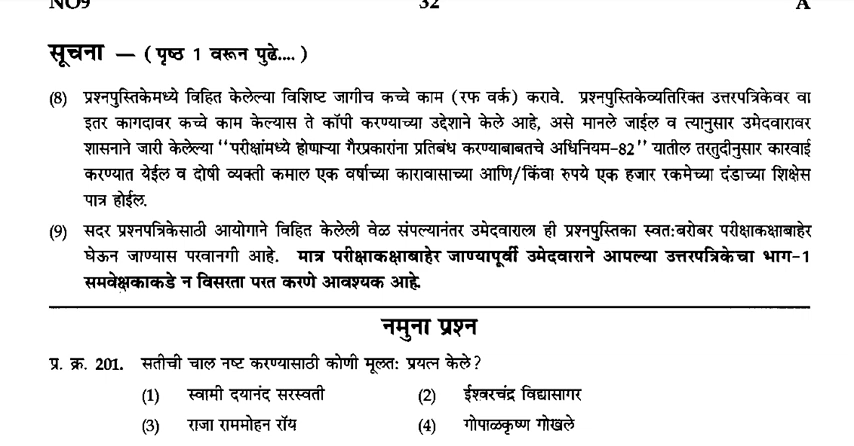 NO9 32 A
सूचना — ( पृष्ठ 1 वरून पुढे.... )
(8) प्रश्नपुस्तिकेमध्ये विहित केलेल्या विशिष्ट जागीच कच्चे काम (रफ वर्क) करावे. प्रश्नपुस्तिकेव्यतिरिक्त उत्तरपत्रिकेवर वा
इतर कागदावर कच्चे काम केल्यास ते कॉपी करण्याच्या उद्देशाने केले आहे, असे मानले जाईल व त्यानुसार उमेदवारावर
शासनाने जारी केलेल्या "परीक्षांमध्ये होणाऱ्या गैरप्रकारांना प्रतिबंध करण्याबाबतचे अधिनियम-82" यातील तरतुदीनुसार कारवाई
करण्यात येईल व दोषी व्यक्ती कमाल एक वर्षाच्या कारावासाच्या आणि/किंवा रुपये एक हजार रकमेच्या दंडाच्या शिक्षेस
पात्र होईल.
(9) सदर प्रश्नपत्रिकेसाठी आयोगाने विहित केलेली वेळ संपल्यानंतर उमेदवाराला ही प्रश्नपुस्तिका स्वत:बरोबर परीक्षाकक्षाबाहेर
घेऊन जाण्यास परवानगी आहे. मात्र परीक्षाकक्षाबाहेर जाण्यापूर्वी उमेदवाराने आपल्या उत्तरपत्रिकेचा भाग-1
समवेक्षकाकडे न विसरता परत करणे आवश्यक आहे.
नमुना प्रश्न
प्र. क्र. 201. सतीची चाल नष्ट करण्यासाठी कोणी मूलत: प्रयत्न केले ?
(1) स्वामी दयानंद सरस्वती (2) ईश्वरचंद्र विद्यासागर
(3) राजा राममोहन रॉय (4) गोपाळकृष्ण गोखले